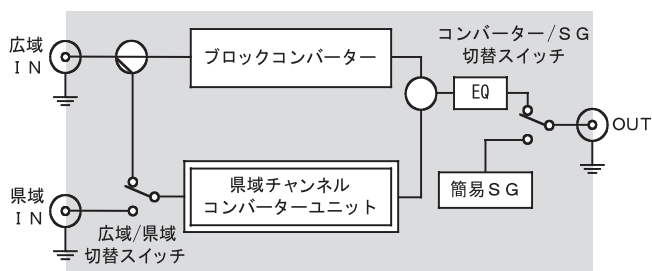 広域
IN
ブロックコンバーター
コンバーター/SG
切替スイッチ
EQ
OUT
県域
IN
広域/県域
切替スイッチ
県域チャンネル
コンバーターユニット
簡易SG